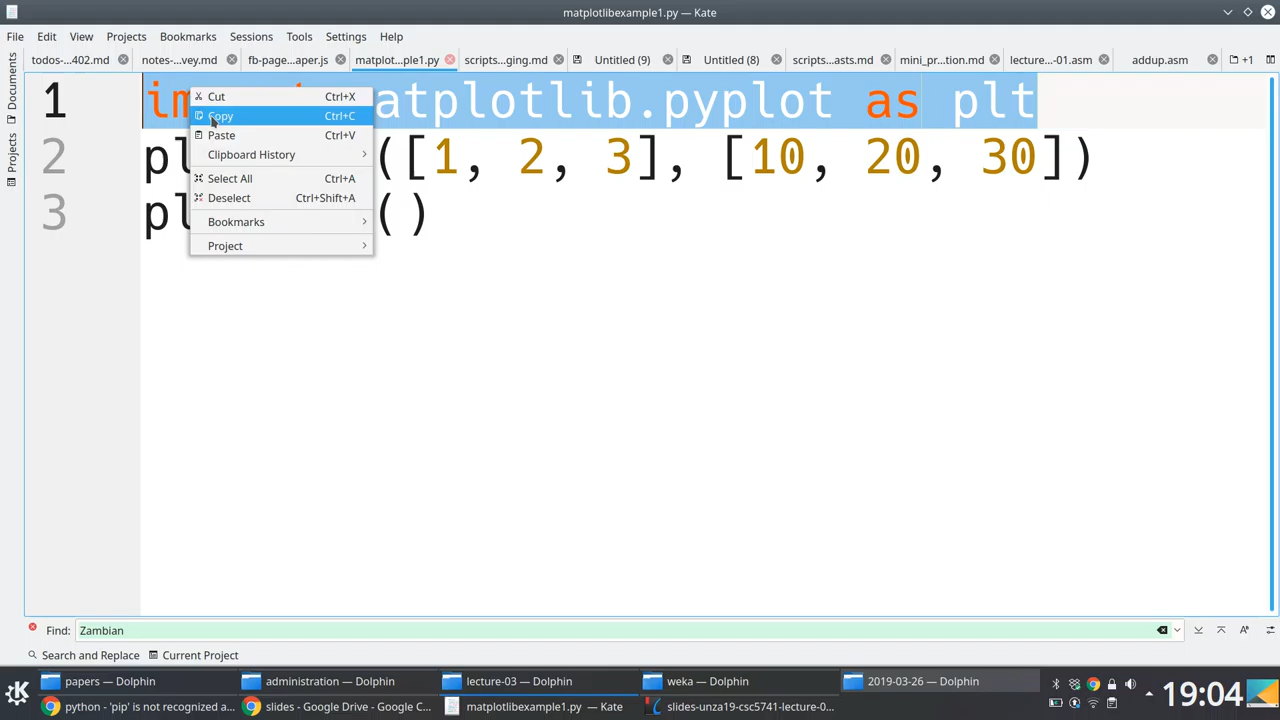 matplotlibexample1.py — Kate
File Edit View Projects Bookmarks Sessions Tools Settings Help
todos-...402.md notes-...vey.md fb-page...aper.js matplot...ple1.py scripts...ging.md Untitled (9) Untitled (8) scripts...asts.md mini_pr...tion.md lecture...-01.asm addup.asm +1
Documents
Projects
1 im atplotlib.pyplot as plt
2 pl ([1, 2, 3], [10, 20, 30])
3 pl ()
Cut Ctrl+X
Copy Ctrl+C
Paste Ctrl+V
Clipboard History
Select All Ctrl+A
Deselect Ctrl+Shift+A
Bookmarks
Project
Find: Zambian
Search and Replace Current Project
papers — Dolphin administration — Dolphin lecture-03 — Dolphin weka — Dolphin 2019-03-26 — Dolphin
python - 'pip' is not recognized a... slides - Google Drive - Google C... matplotlibexample1.py — Kate slides-unza19-csc5741-lecture-0...
19:04